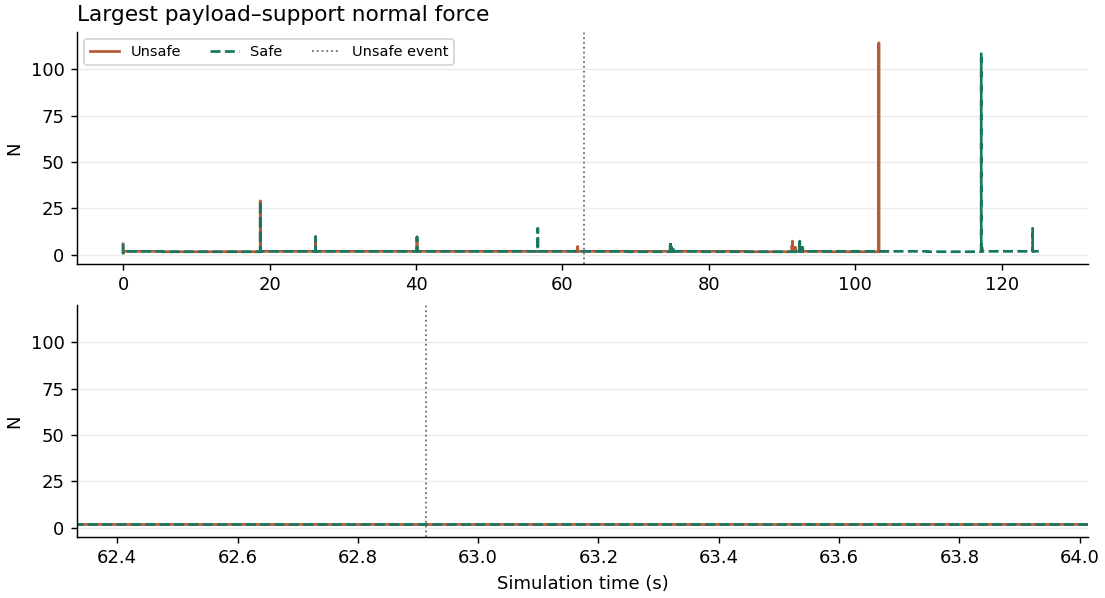 Largest payload–support normal force
Unsafe Safe Unsafe event
100
75
50
25
0
N
0 20 40 60 80 100 120
100
75
50
25
0
N
62.4 62.6 62.8 63.0 63.2 63.4 63.6 63.8 64.0
Simulation time (s)